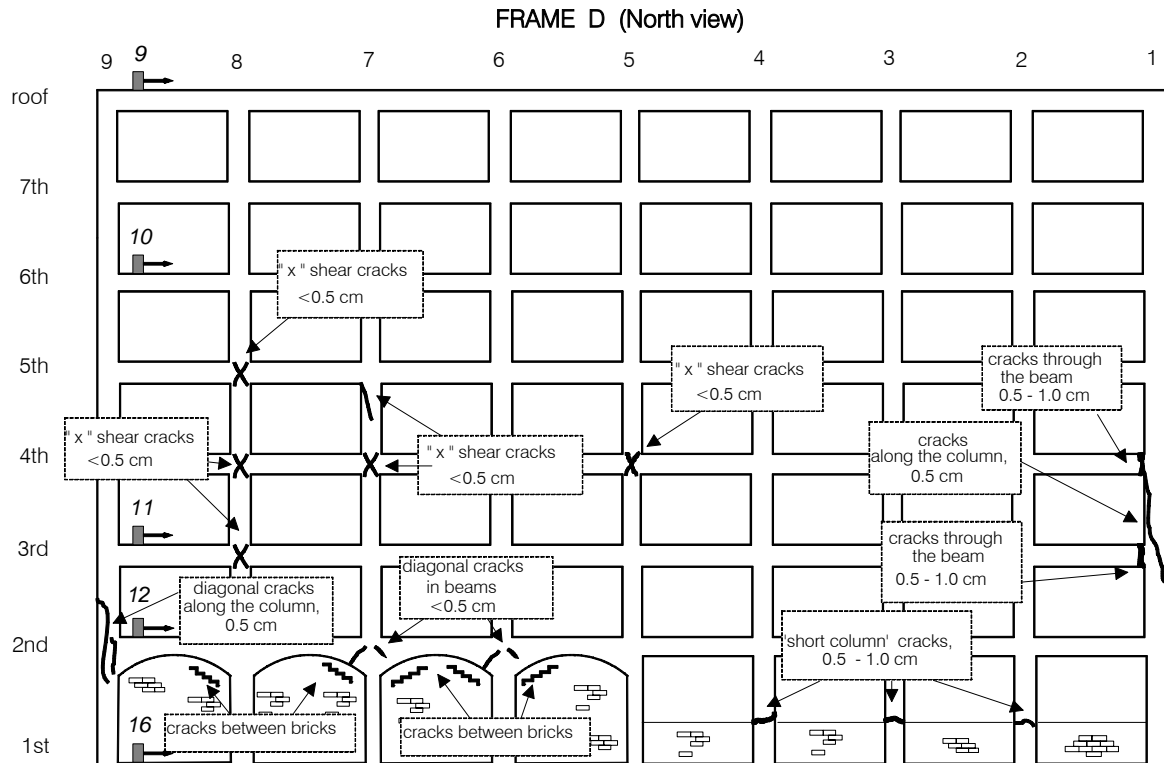 FRAME D (North view)
9 9 8 7 6 5 4 3 2 1
roof
7th
10
6th
" x " shear cracks
<0.5 cm
5th
" x " shear cracks
<0.5 cm
cracks through
the beam
0.5 - 1.0 cm
" x " shear cracks
<0.5 cm
4th
" x " shear cracks
<0.5 cm
cracks
along the column,
0.5 cm
11
3rd
cracks through
the beam
0.5 - 1.0 cm
diagonal cracks
in beams
<0.5 cm
12
diagonal cracks
along the column,
0.5 cm
2nd
'short column' cracks,
0.5 - 1.0 cm
cracks between bricks
cracks between bricks
16
1st